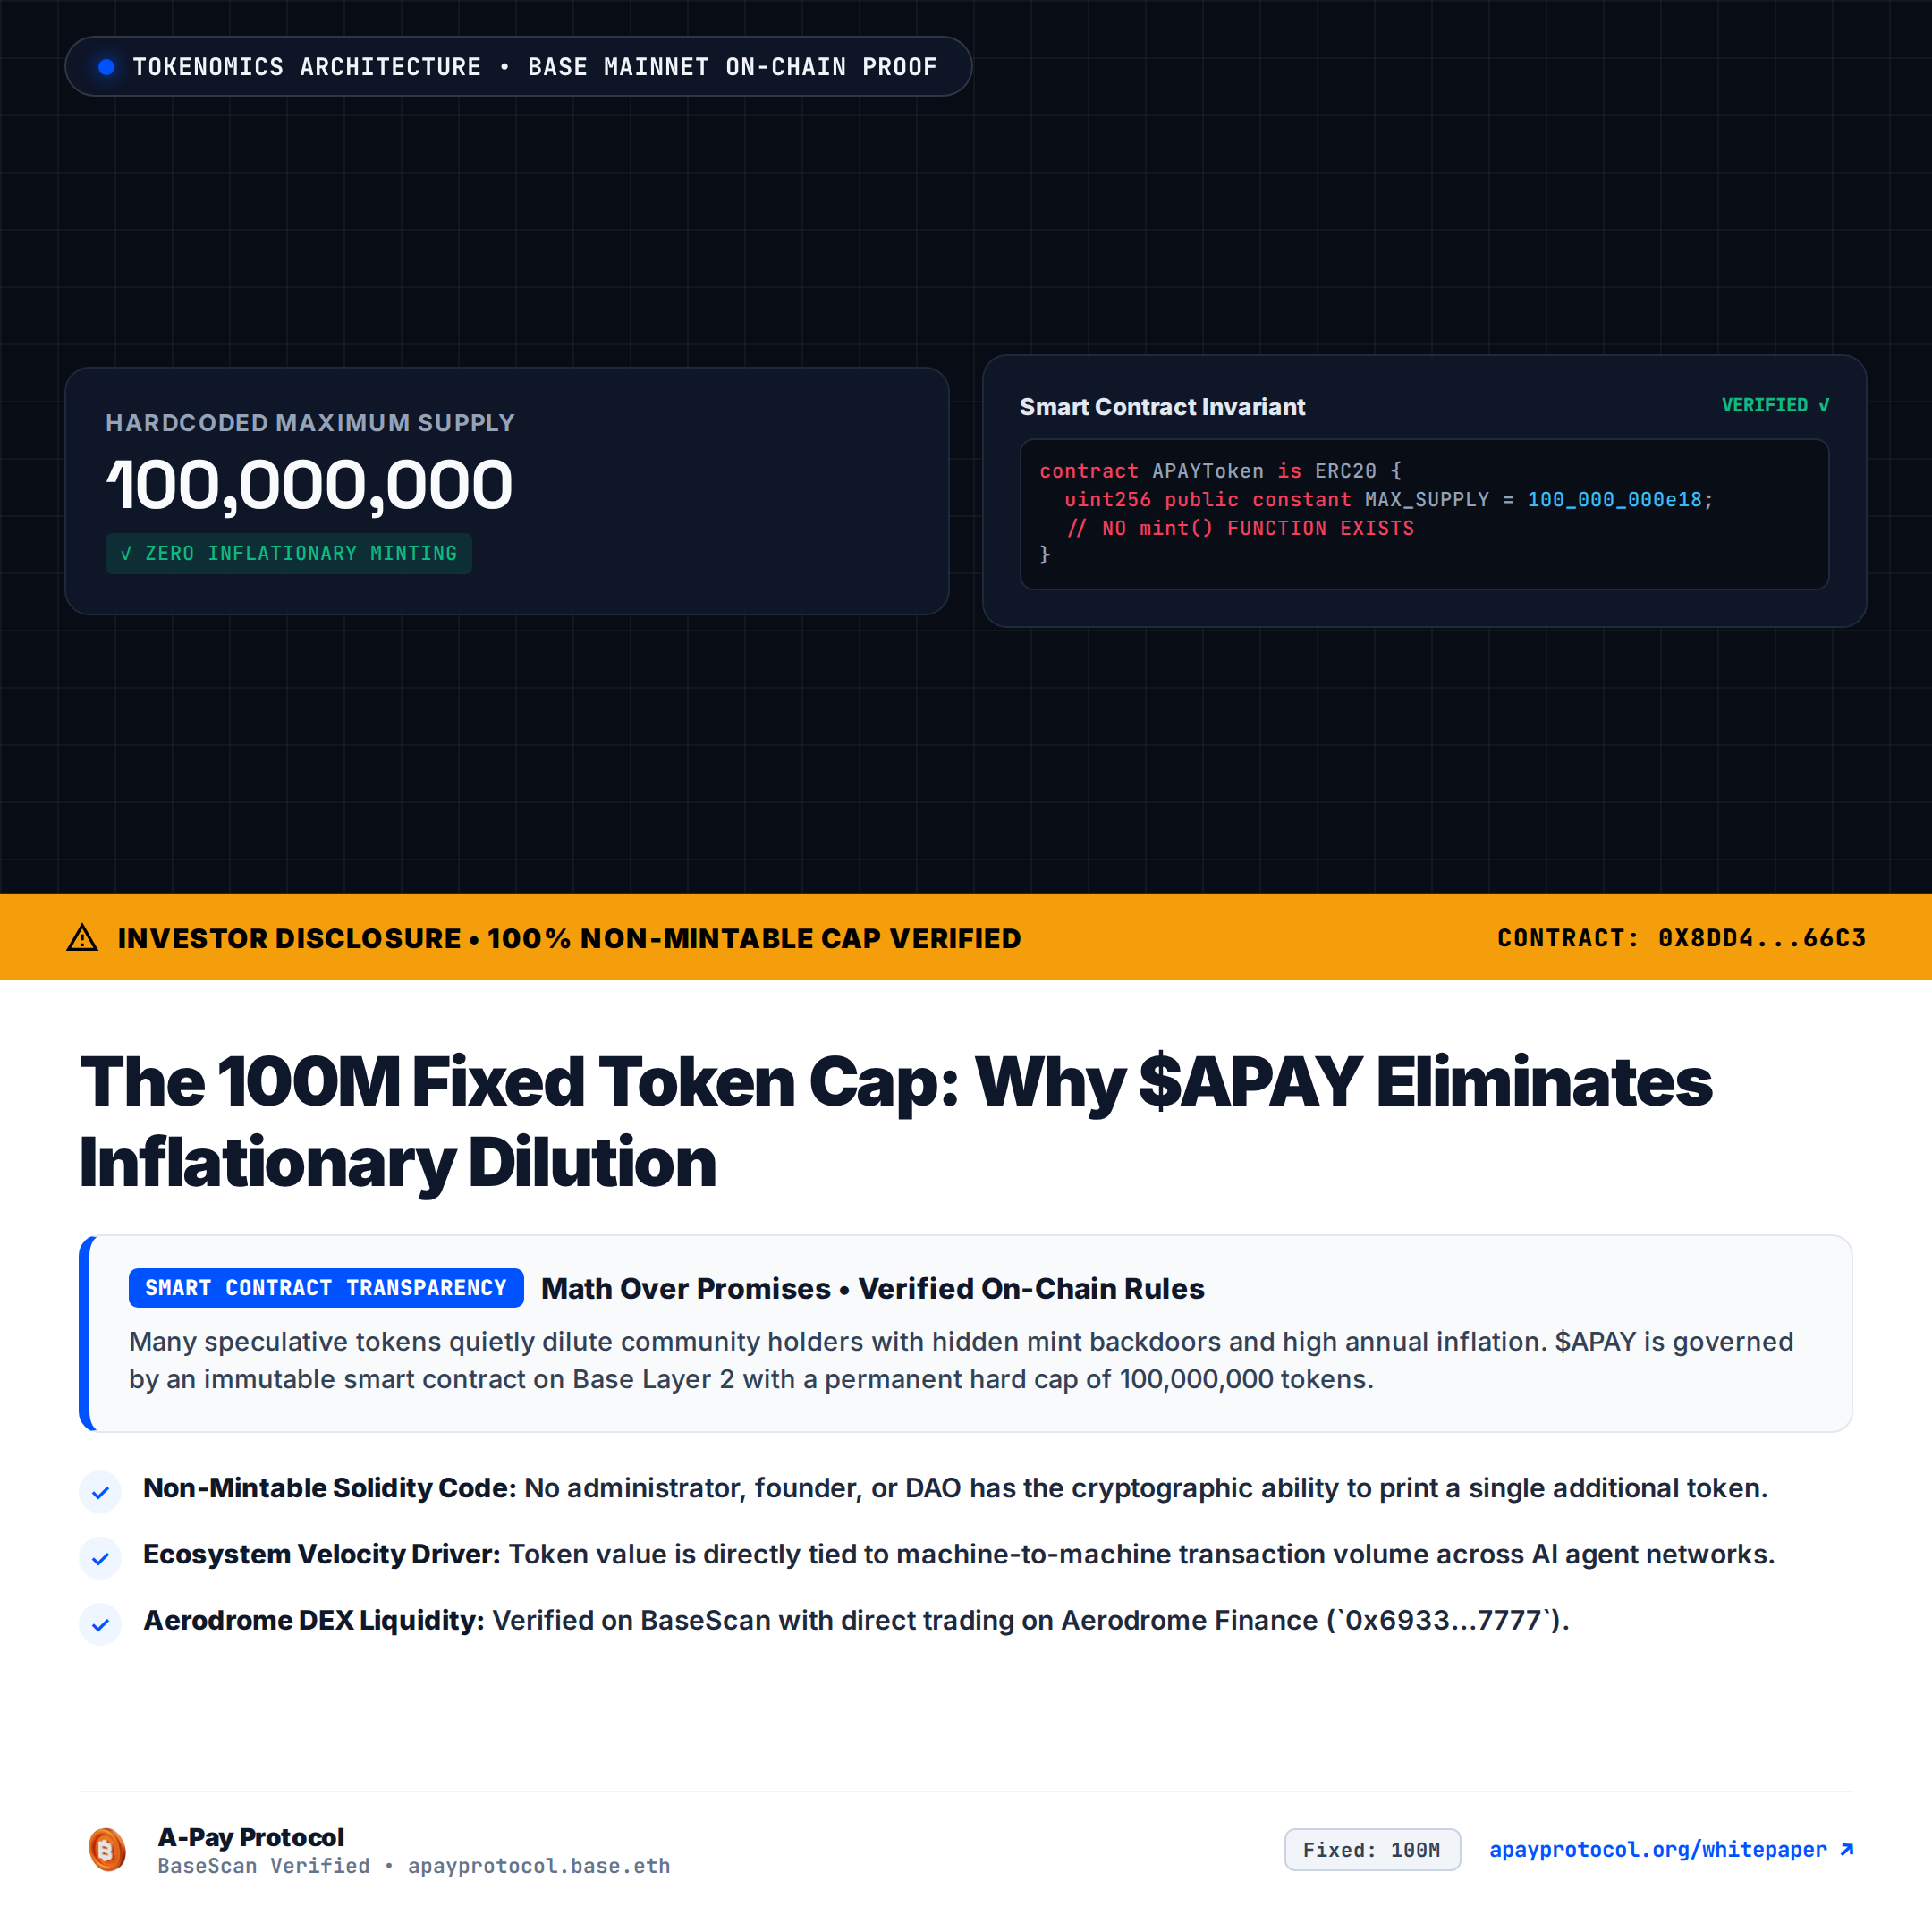 TOKENOMICS ARCHITECTURE • BASE MAINNET ON-CHAIN PROOF
HARDCODED MAXIMUM SUPPLY
100,000,000
√ ZERO INFLATIONARY MINTING
Smart Contract Invariant
VERIFIED √
contract APAYToken is ERC20 {
uint256 public constant MAX_SUPPLY = 100_000_000e18;
// NO mint() FUNCTION EXISTS
}
INVESTOR DISCLOSURE • 100% NON-MINTABLE CAP VERIFIED
CONTRACT: 0X8DD4...66C3
The 100M Fixed Token Cap: Why $APAY Eliminates
Inflationary Dilution
SMART CONTRACT TRANSPARENCY Math Over Promises • Verified On-Chain Rules
Many speculative tokens quietly dilute community holders with hidden mint backdoors and high annual inflation. $APAY is governed
by an immutable smart contract on Base Layer 2 with a permanent hard cap of 100,000,000 tokens.
Non-Mintable Solidity Code: No administrator, founder, or DAO has the cryptographic ability to print a single additional token.
Ecosystem Velocity Driver: Token value is directly tied to machine-to-machine transaction volume across AI agent networks.
Aerodrome DEX Liquidity: Verified on BaseScan with direct trading on Aerodrome Finance (`0x6933...7777`).
A-Pay Protocol
BaseScan Verified • apayprotocol.base.eth
Fixed: 100M
apayprotocol.org/whitepaper ↗